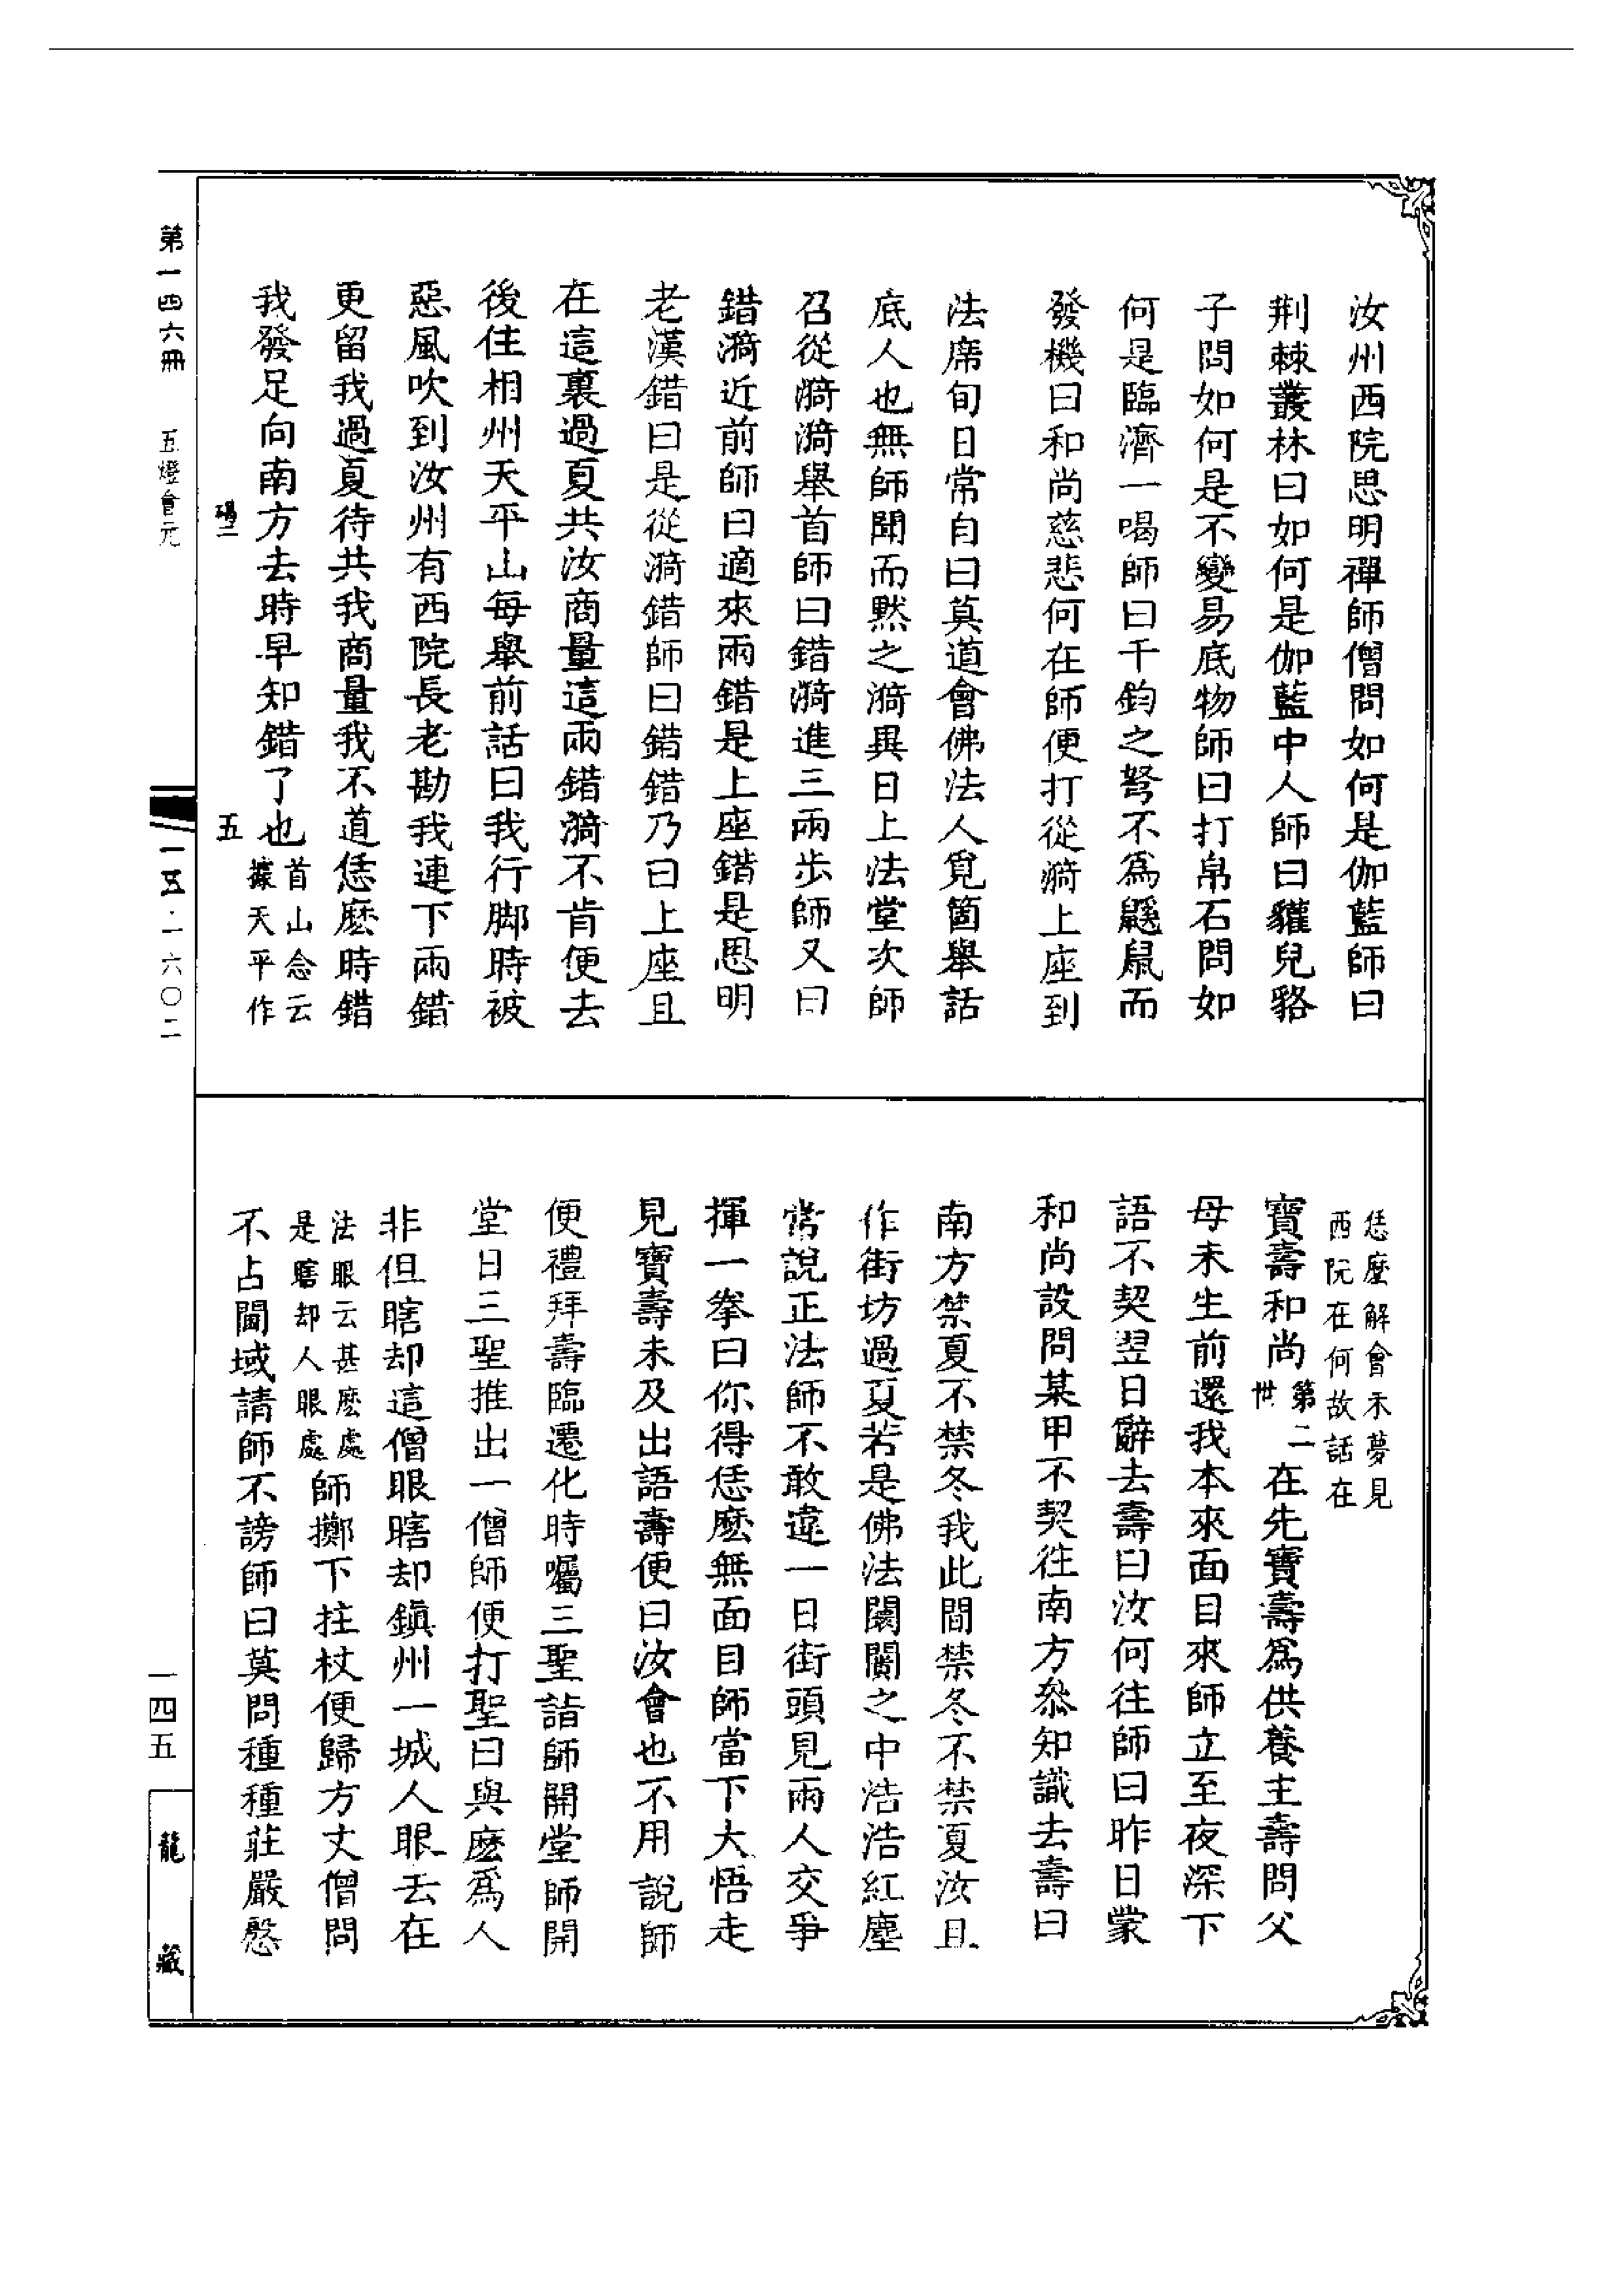 汝州西院思明禪師僧問如何是伽藍師曰
荆棘叢林曰如何是伽藍中人師曰貛兒貉
子問如何是不變易底物師曰打帛石問如
何是臨濟一喝師曰千鈞之弩不爲鼷鼠而
發機曰和尚慈悲何在師便打從漪上座到
法席旬日常自曰莫道會佛法人覓箇舉話
底人也無師聞而黙之漪異日上法堂次師
召從漪漪舉首師曰錯漪進三兩步師又曰
錯漪近前師曰適來兩錯是上座錯是思明
老漢錯曰是從漪錯師曰錯錯乃曰上座且
在這裏過夏共汝商量這兩錯漪不肯便去
後住相州天平山每舉前話曰我行脚時被
惡風吹到汝州有西院長老勘我連下兩錯
更留我過夏待共我商量我不道恁麽時錯
我發足向南方去時早知錯了也首山念云
據天平作
五
恁麽解會未夢見
西院在何故話在
寶壽和尚第二
世在先寶壽爲供養主壽問父
母未生前還我本來面目來師立至夜深下
語不契翌日辭去壽曰汝何往師曰昨日蒙
和尚設問某甲不契往南方叅知識去壽曰
南方禁夏不禁冬我此間禁冬不禁夏汝且
作街坊過夏若是佛法闤闠之中浩浩紅塵
常說正法師不敢違一日街頭見兩人交爭
揮一拳曰你得恁麽無面目師當下大悟走
見寶壽未及出語壽便曰汝會也不用說師
便禮拜壽臨遷化時囑三聖請師開堂師開
堂日三聖推出一僧師便打聖曰與麽爲人
非但瞎却這僧眼瞎却鎮州一城人眼去在
法眼云甚麽處
是瞎却人眼處師擲下拄杖便歸方丈僧問
不占閫域請師不謗師曰莫問種種莊嚴慇
第一四六冊
五燈會元
一五二一六〇二
一四五
龍藏